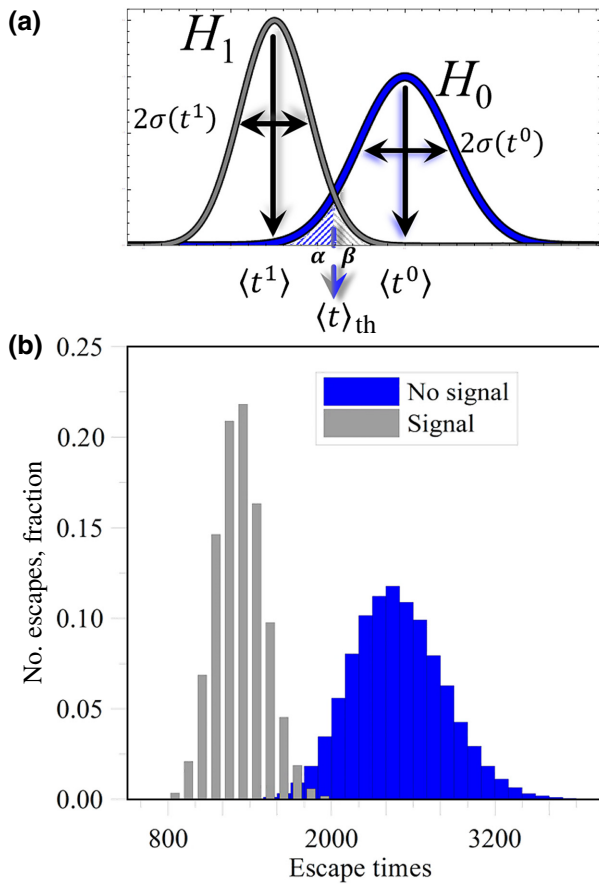 (a)
H₁
H₀
2σ(t¹)
2σ(t⁰)
α β
⟨t¹⟩ ⟨t⟩th ⟨t⁰⟩
(b)
No. escapes, fraction
0.25
0.20
0.15
0.10
0.05
0.00
No signal
Signal
800 2000 3200
Escape times